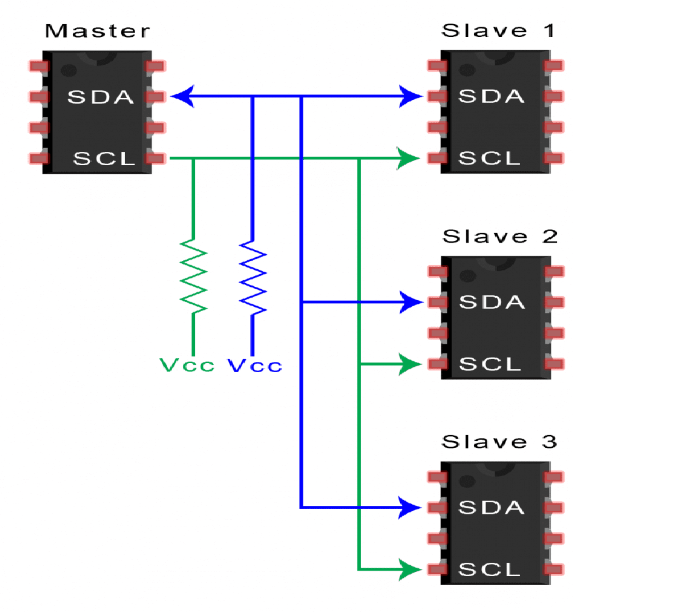 Master
SDA
SCL
Slave 1
SDA
SCL
Vcc
Vcc
Slave 2
SDA
SCL
Slave 3
SDA
SCL